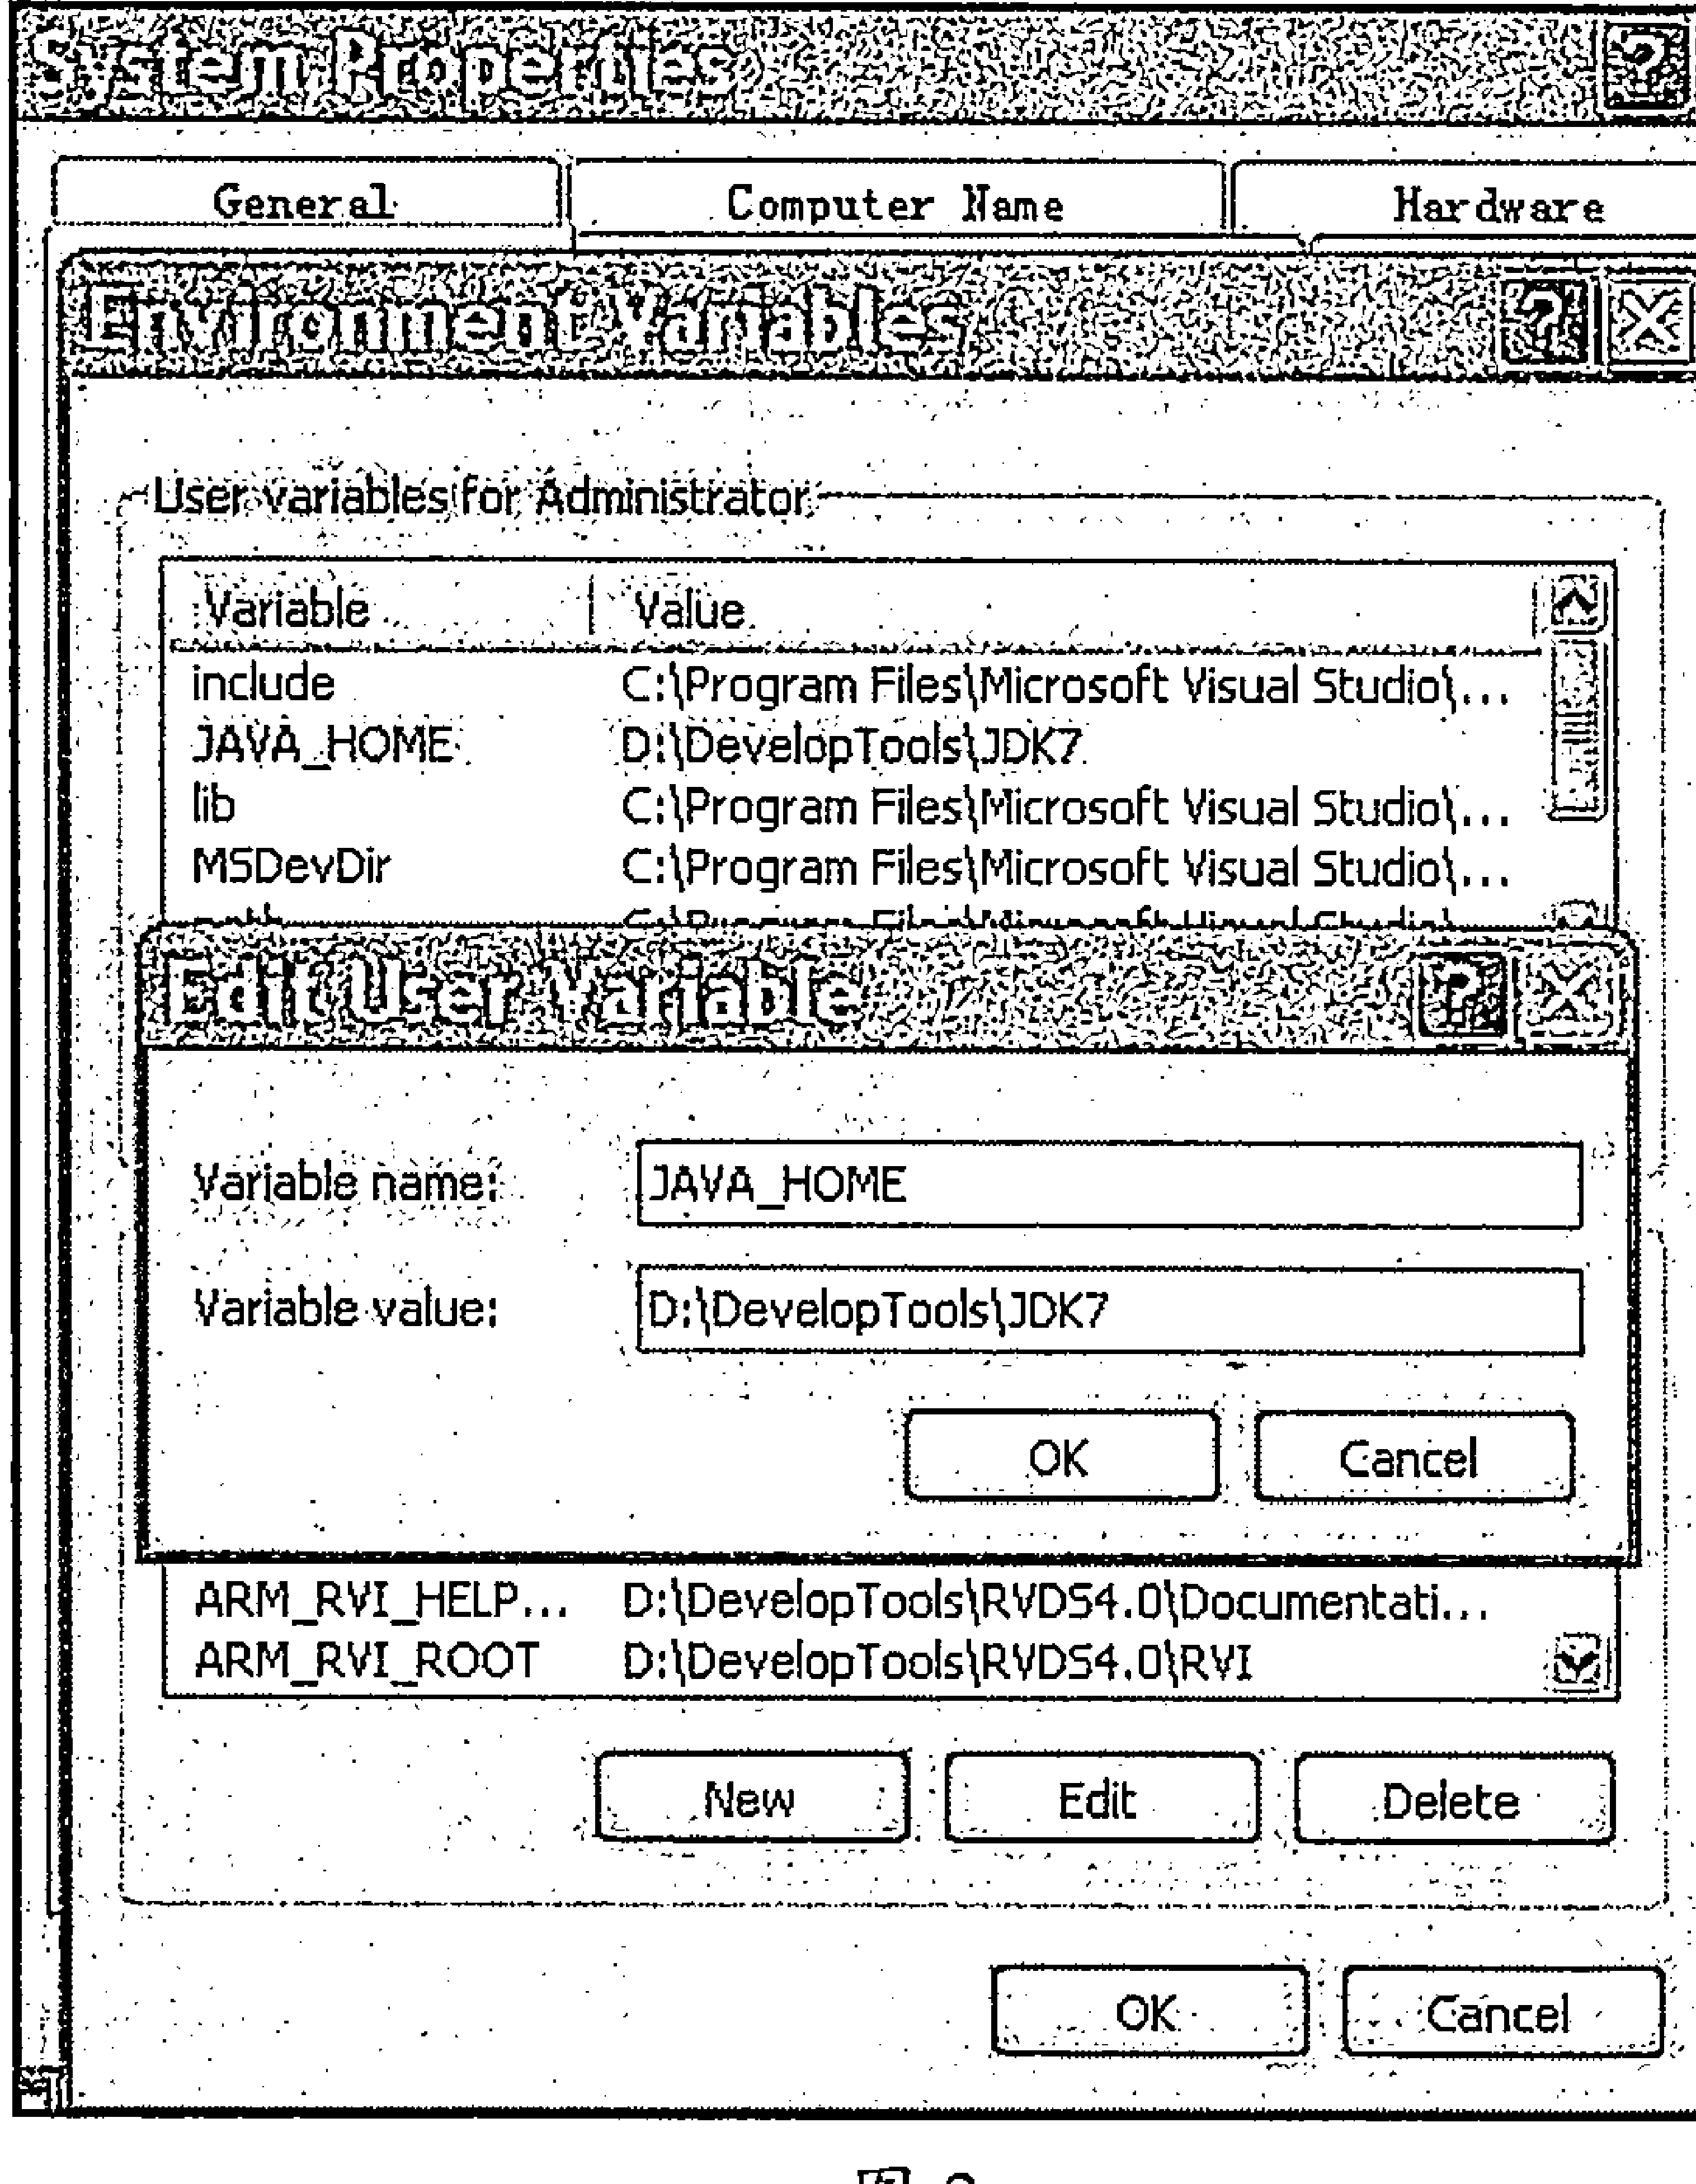 System Properties
General Computer Name Hardware
Environment Variables
User variables for Administrator
Variable Value
include C:\Program Files\Microsoft Visual Studio\...
JAVA_HOME D:\DevelopTools\JDK7
lib C:\Program Files\Microsoft Visual Studio\...
MSDevDir C:\Program Files\Microsoft Visual Studio\...
Edit User Variable
Variable name: JAVA_HOME
Variable value: D:\DevelopTools\JDK7
OK Cancel
ARM_RVI_HELP... D:\DevelopTools\RVDS4.0\Documentati...
ARM_RVI_ROOT D:\DevelopTools\RVDS4.0\RVI
New Edit Delete
OK Cancel